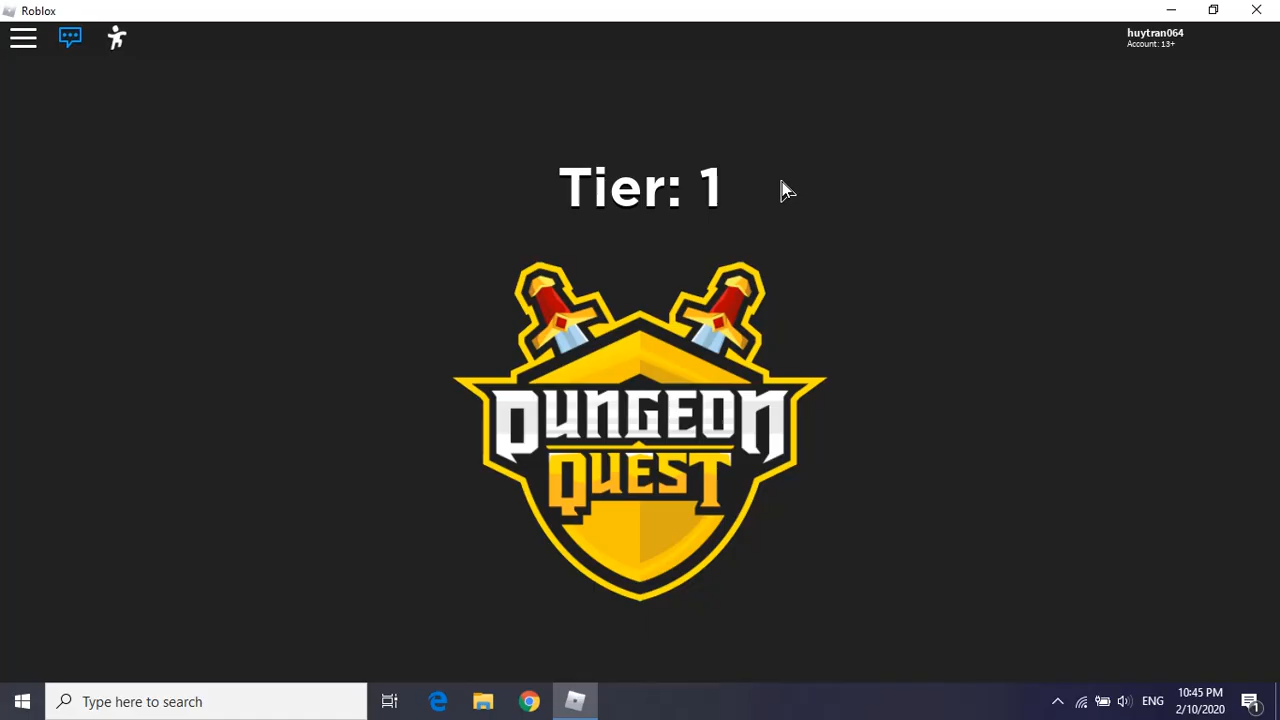 Roblox
huytran064
Account: 13+
Tier: 1
DUNGEON
QUEST
Type here to search
ENG
10:45 PM
2/10/2020
1